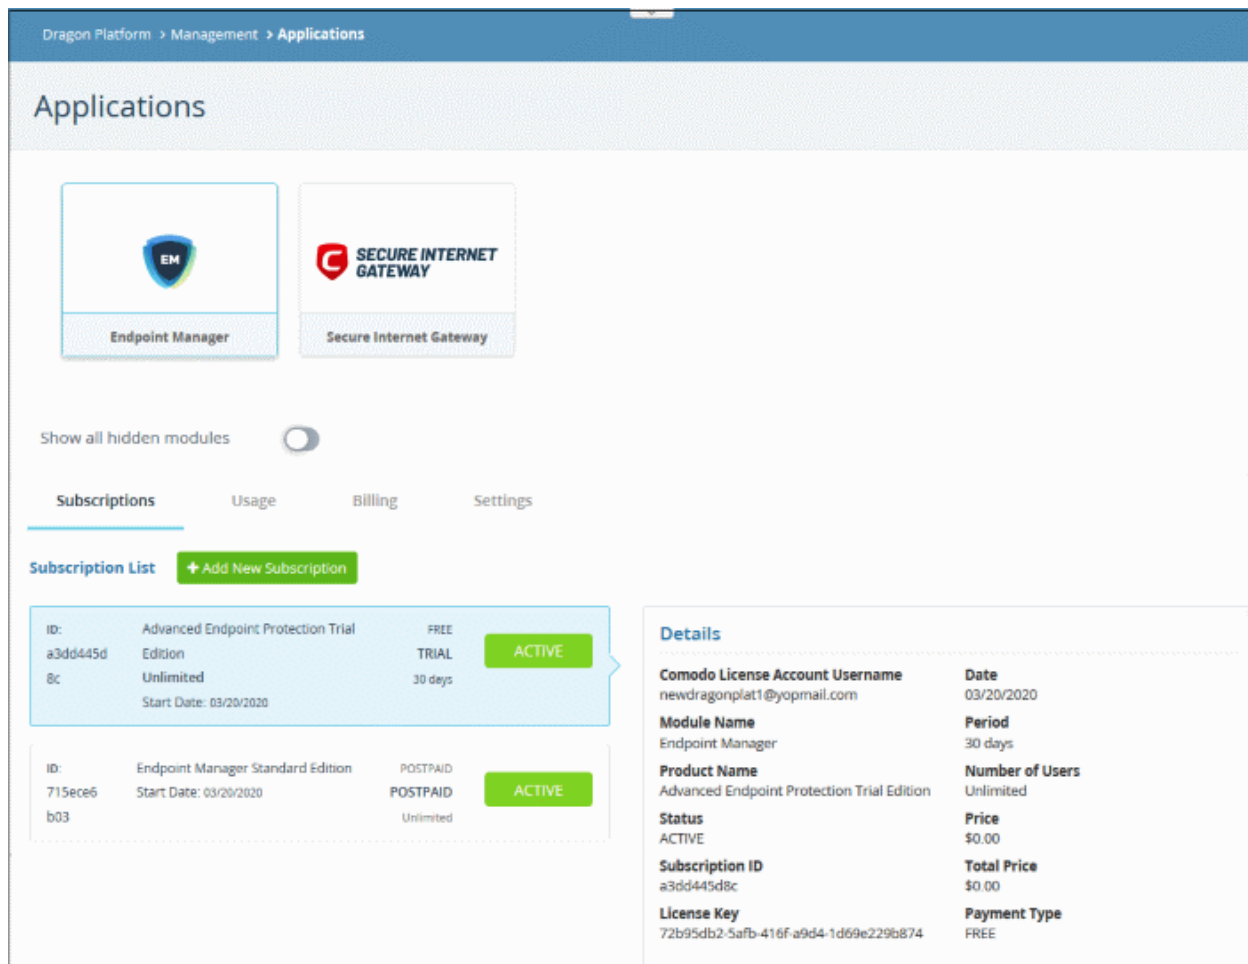 Dragon Platform > Management > Applications
Applications
EM
C SECURE INTERNET
GATEWAY
Endpoint Manager
Secure Internet Gateway
Show all hidden modules
Subscriptions Usage Billing Settings
Subscription List + Add New Subscription
ID: Advanced Endpoint Protection Trial FREE
a3dd445d Edition TRIAL ACTIVE
8c Unlimited 30 days
Start Date: 03/20/2020
ID: Endpoint Manager Standard Edition POSTPAID
715ece6 Start Date: 03/20/2020 POSTPAID ACTIVE
b03 Unlimited
Details
Comodo License Account Username Date
newdragonplat1@yopmail.com 03/20/2020
Module Name Period
Endpoint Manager 30 days
Product Name Number of Users
Advanced Endpoint Protection Trial Edition Unlimited
Status Price
ACTIVE $0.00
Subscription ID Total Price
a3dd445d8c $0.00
License Key Payment Type
72b95db2-5afb-416f-a9d4-1d69e229b874 FREE